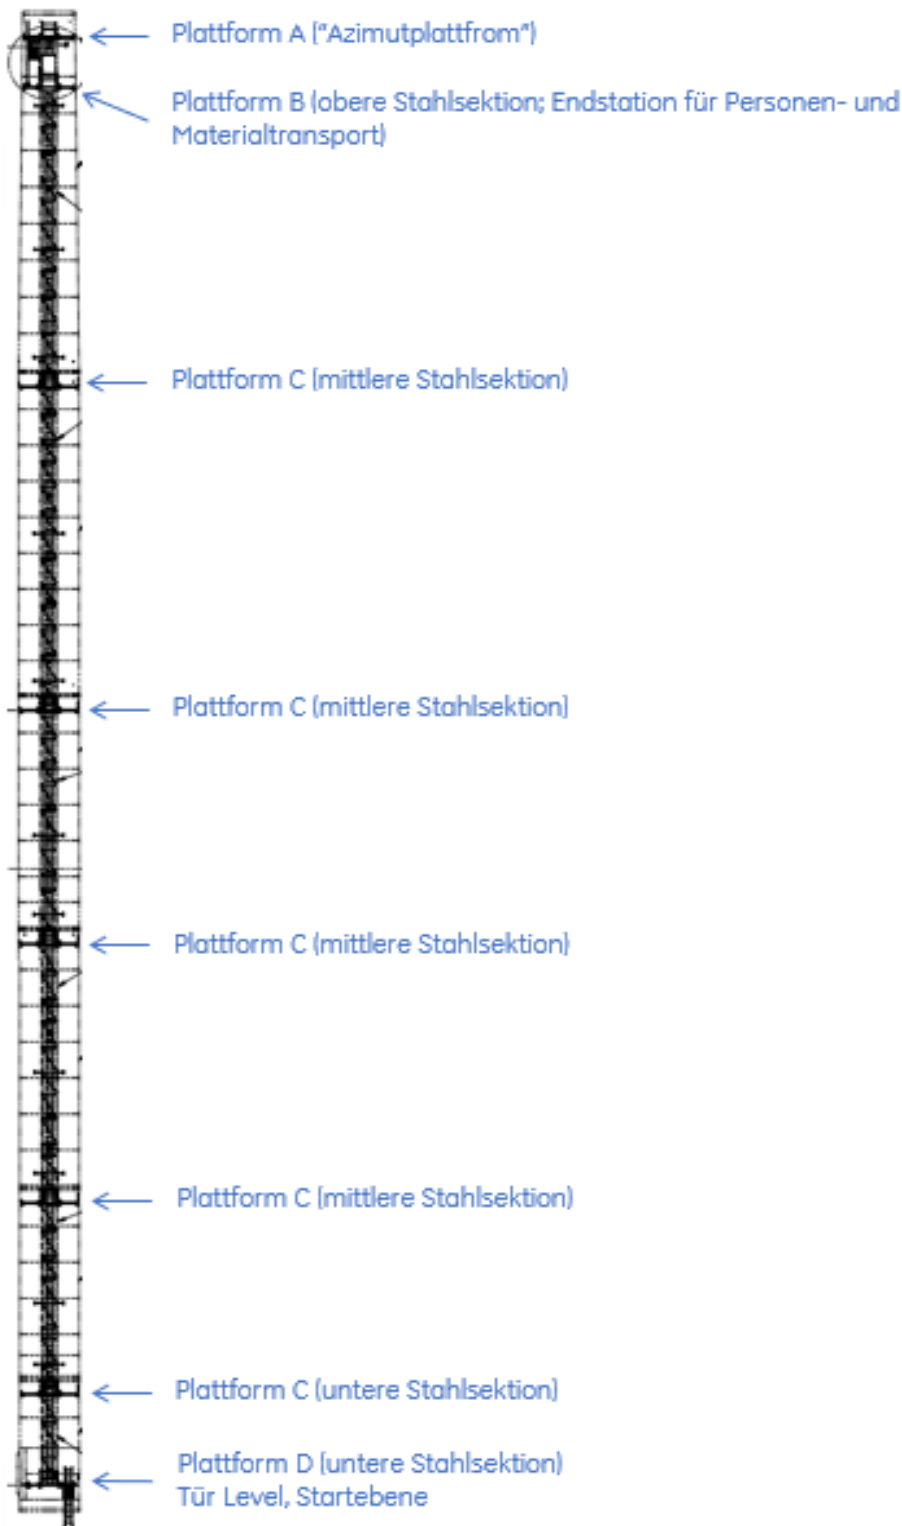 Plattform A ("Azimutplattfrom")
Plattform B (obere Stahlsektion; Endstation für Personen- und
Materialtransport)
Plattform C (mittlere Stahlsektion)
Plattform C (mittlere Stahlsektion)
Plattform C (mittlere Stahlsektion)
Plattform C (mittlere Stahlsektion)
Plattform C (untere Stahlsektion)
Plattform D (untere Stahlsektion)
Tür Level, Startebene